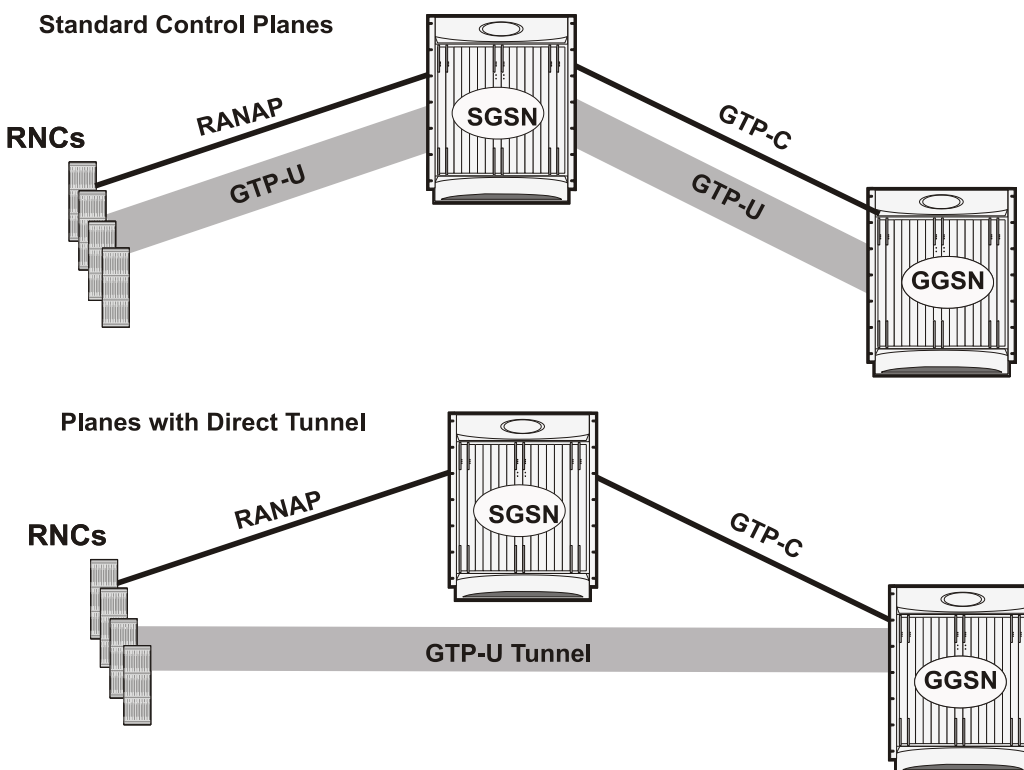 Standard Control Planes
RNCs
RANAP
GTP-U
SGSN
GTP-C
GTP-U
GGSN
Planes with Direct Tunnel
RNCs
RANAP
SGSN
GTP-C
GTP-U Tunnel
GGSN